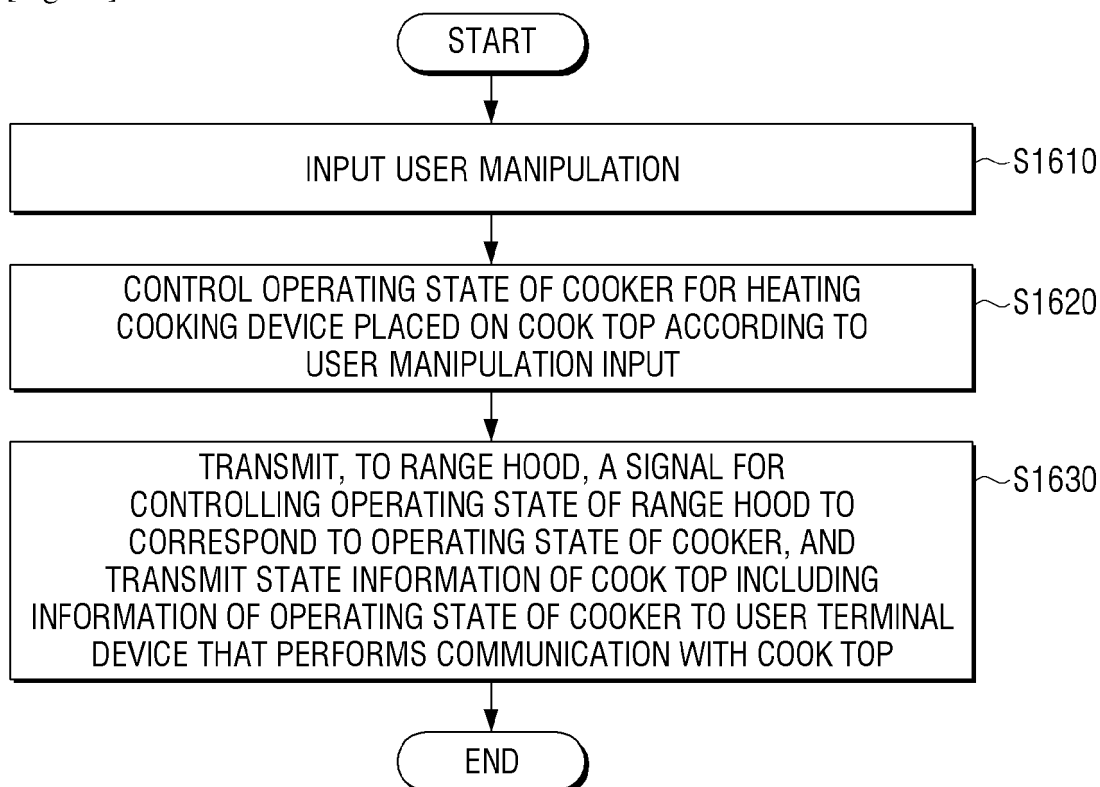 START
INPUT USER MANIPULATION
S1610
CONTROL OPERATING STATE OF COOKER FOR HEATING
COOKING DEVICE PLACED ON COOK TOP ACCORDING TO
USER MANIPULATION INPUT
S1620
TRANSMIT, TO RANGE HOOD, A SIGNAL FOR
CONTROLLING OPERATING STATE OF RANGE HOOD TO
CORRESPOND TO OPERATING STATE OF COOKER, AND
TRANSMIT STATE INFORMATION OF COOK TOP INCLUDING
INFORMATION OF OPERATING STATE OF COOKER TO USER TERMINAL
DEVICE THAT PERFORMS COMMUNICATION WITH COOK TOP
S1630
END